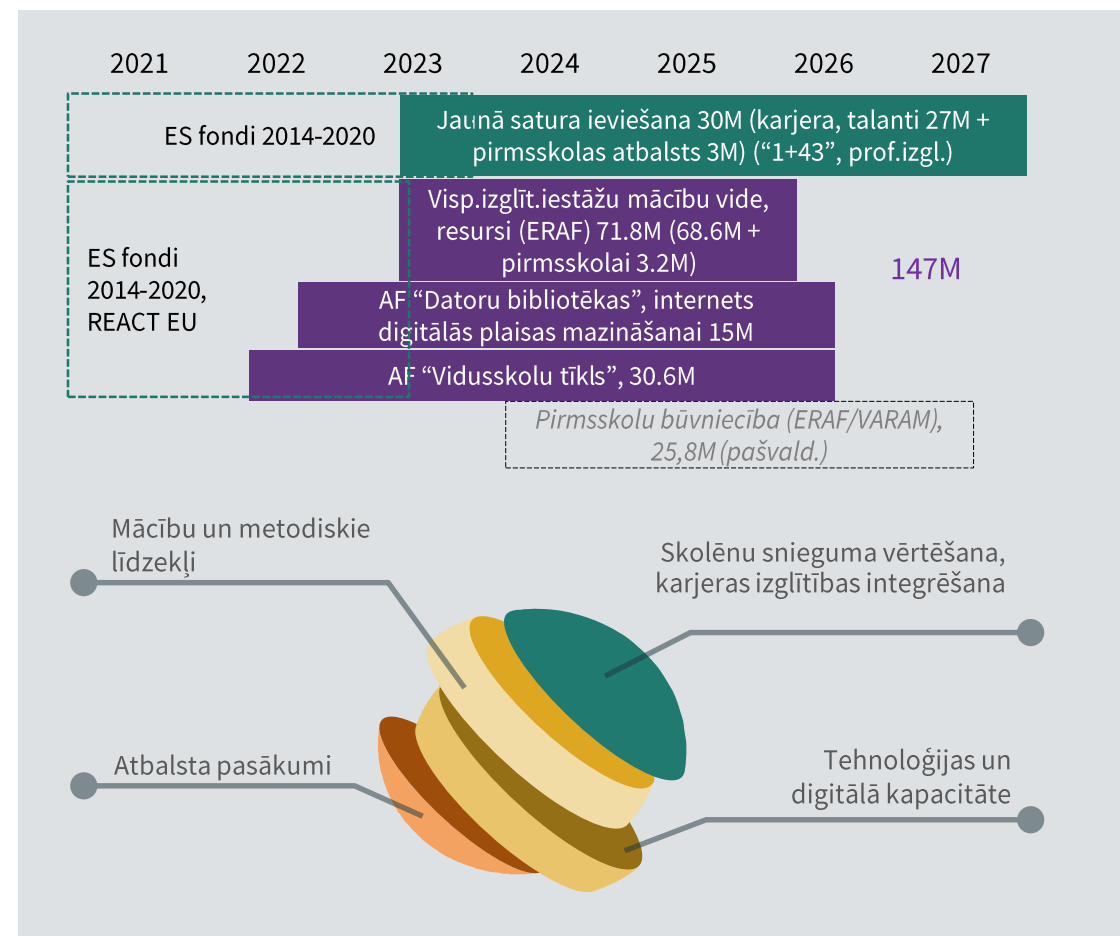 2021 2022 2023 2024 2025 2026 2027
ES fondi 2014-2020
Jaunā satura ieviešana 30M (karjera, talanti 27M +
pirmsskolas atbalsts 3M) (“1+43”, prof.izgl.)
ES fondi
2014-2020,
REACT EU
Visp.izglīt.iestāžu mācību vide,
resursi (ERAF) 71.8M (68.6M +
pirmsskolai 3.2M)
147M
AF “Datoru bibliotēkas”, internets
digitālās plaisas mazināšanai 15M
AF “Vidusskolu tīkls”, 30.6M
Pirmsskolu būvniecība (ERAF/VARAM),
25,8M (pašvald.)
Mācību un metodiskie
līdzekļi
Skolēnu snieguma vērtēšana,
karjeras izglītības integrēšana
Atbalsta pasākumi
Tehnoloģijas un
digitālā kapacitāte